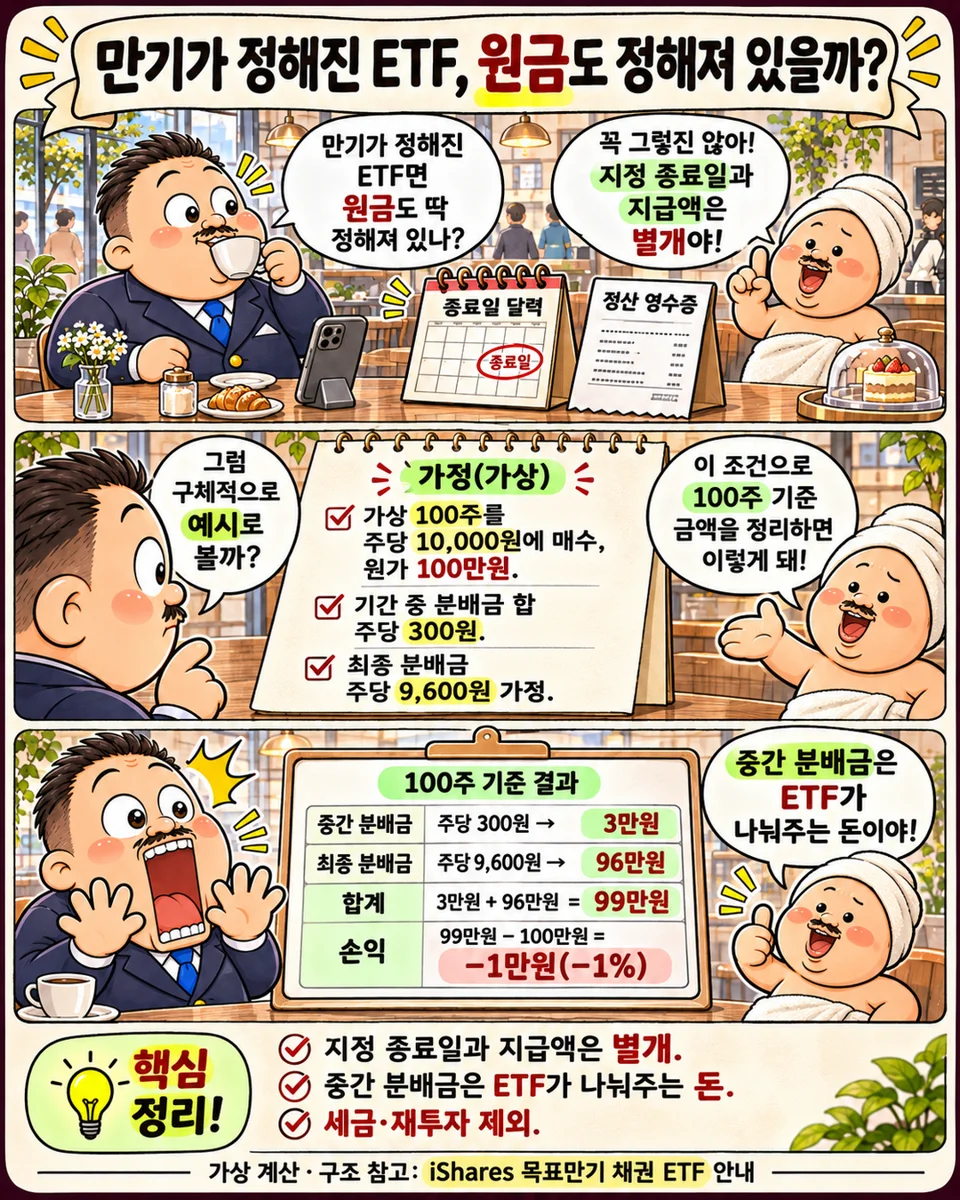 만기가 정해진 ETF, 원금도 정해져 있을까?
만기가 정해진
ETF면
원금도 딱
정해져 있나?
꼭 그렇진 않아!
지정 종료일과
지급액은
별개야!
종료일 달력
종료일
정산 영수증
그럼
구체적으로
예시로
볼까?
가정(가상)
가상 100주를
주당 10,000원에 매수,
원가 100만원.
기간 중 분배금 합
주당 300원.
최종 분배금
주당 9,600원 가정.
이 조건으로
100주 기준
금액을 정리하면
이렇게 돼!
100주 기준 결과
중간 분배금 주당 300원 → 3만원
최종 분배금 주당 9,600원 → 96만원
합계 3만원 + 96만원 = 99만원
손익 99만원 − 100만원 =
−1만원(−1%)
중간 분배금은
ETF가
나눠주는 돈이야!
핵심
정리!
지정 종료일과 지급액은 별개.
중간 분배금은 ETF가 나눠주는 돈.
세금·재투자 제외.
가상 계산 · 구조 참고: iShares 목표만기 채권 ETF 안내